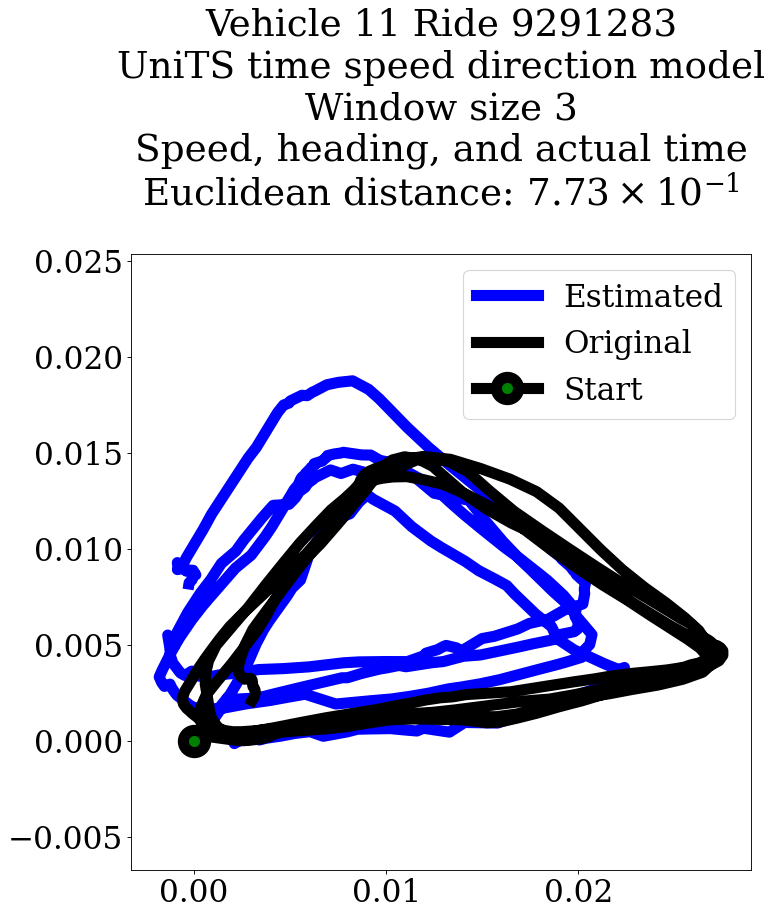 Vehicle 11 Ride 9291283
UniTS time speed direction model
Window size 3
Speed, heading, and actual time
Euclidean distance: 7.73 × 10⁻¹
Estimated
Original
Start
0.025
0.020
0.015
0.010
0.005
0.000
−0.005
0.00 0.01 0.02